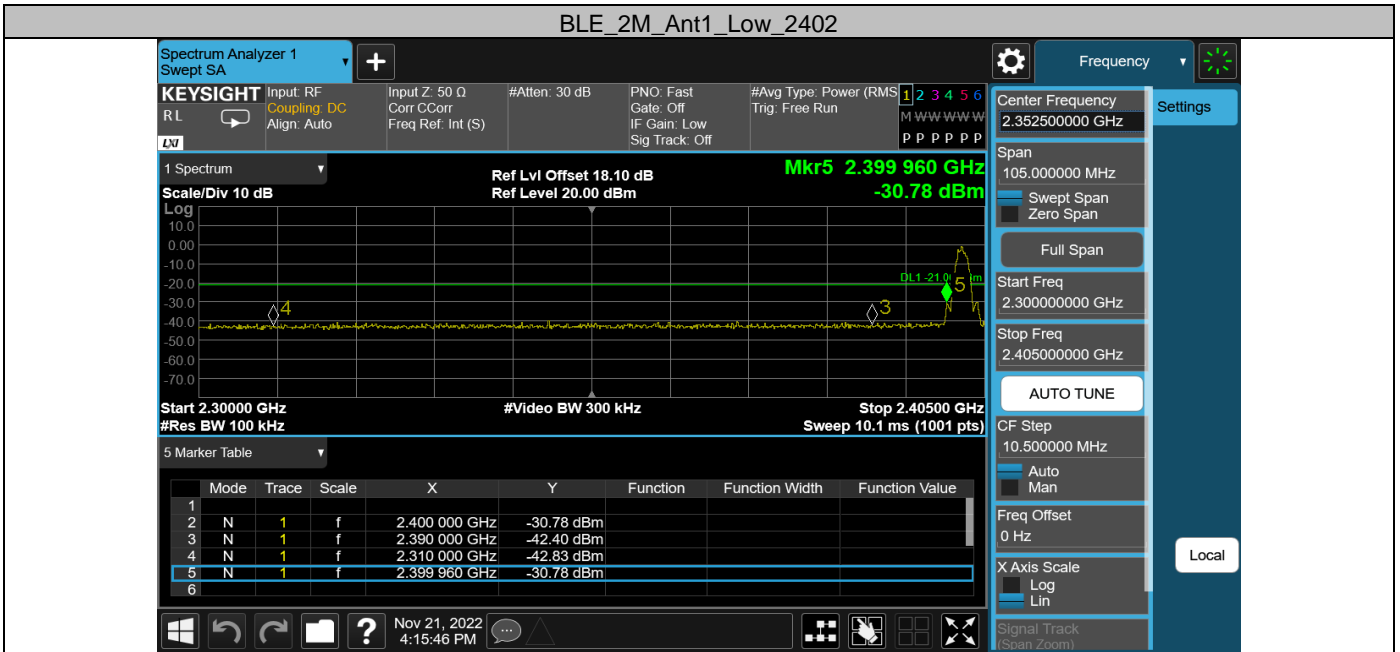 BLE_2M_Ant1_Low_2402
Spectrum Analyzer 1
Swept SA
+
Frequency
KEYSIGHT
RL
LXI
Input: RF
Coupling: DC
Align: Auto
Input Z: 50 Ω
Corr CCorr
Freq Ref: Int (S)
#Atten: 30 dB
PNO: Fast
Gate: Off
IF Gain: Low
Sig Track: Off
#Avg Type: Power (RMS
Trig: Free Run
1 2 3 4 5 6
M W W W W W
P P P P P P
1 Spectrum
Scale/Div 10 dB
Ref Lvl Offset 18.10 dB
Ref Level 20.00 dBm
Mkr5 2.399 960 GHz
-30.78 dBm
Log
10.0
0.00
-10.0
-20.0
-30.0
-40.0
-50.0
-60.0
-70.0
4
3
5
Start 2.30000 GHz
#Video BW 300 kHz
Stop 2.40500 GHz
#Res BW 100 kHz
Sweep 10.1 ms (1001 pts)
5 Marker Table
Mode Trace Scale X Y Function Function Width Function Value
1
2 N 1 f 2.400 000 GHz -30.78 dBm
3 N 1 f 2.390 000 GHz -42.40 dBm
4 N 1 f 2.310 000 GHz -42.83 dBm
5 N 1 f 2.399 960 GHz -30.78 dBm
6
Nov 21, 2022
4:15:46 PM
?
Center Frequency
2.352500000 GHz
Settings
Span
105.000000 MHz
Swept Span
Zero Span
Full Span
Start Freq
2.300000000 GHz
Stop Freq
2.405000000 GHz
AUTO TUNE
CF Step
10.500000 MHz
Auto
Man
Freq Offset
0 Hz
Local
X Axis Scale
Log
Lin
Signal Track
(Span Zoom)